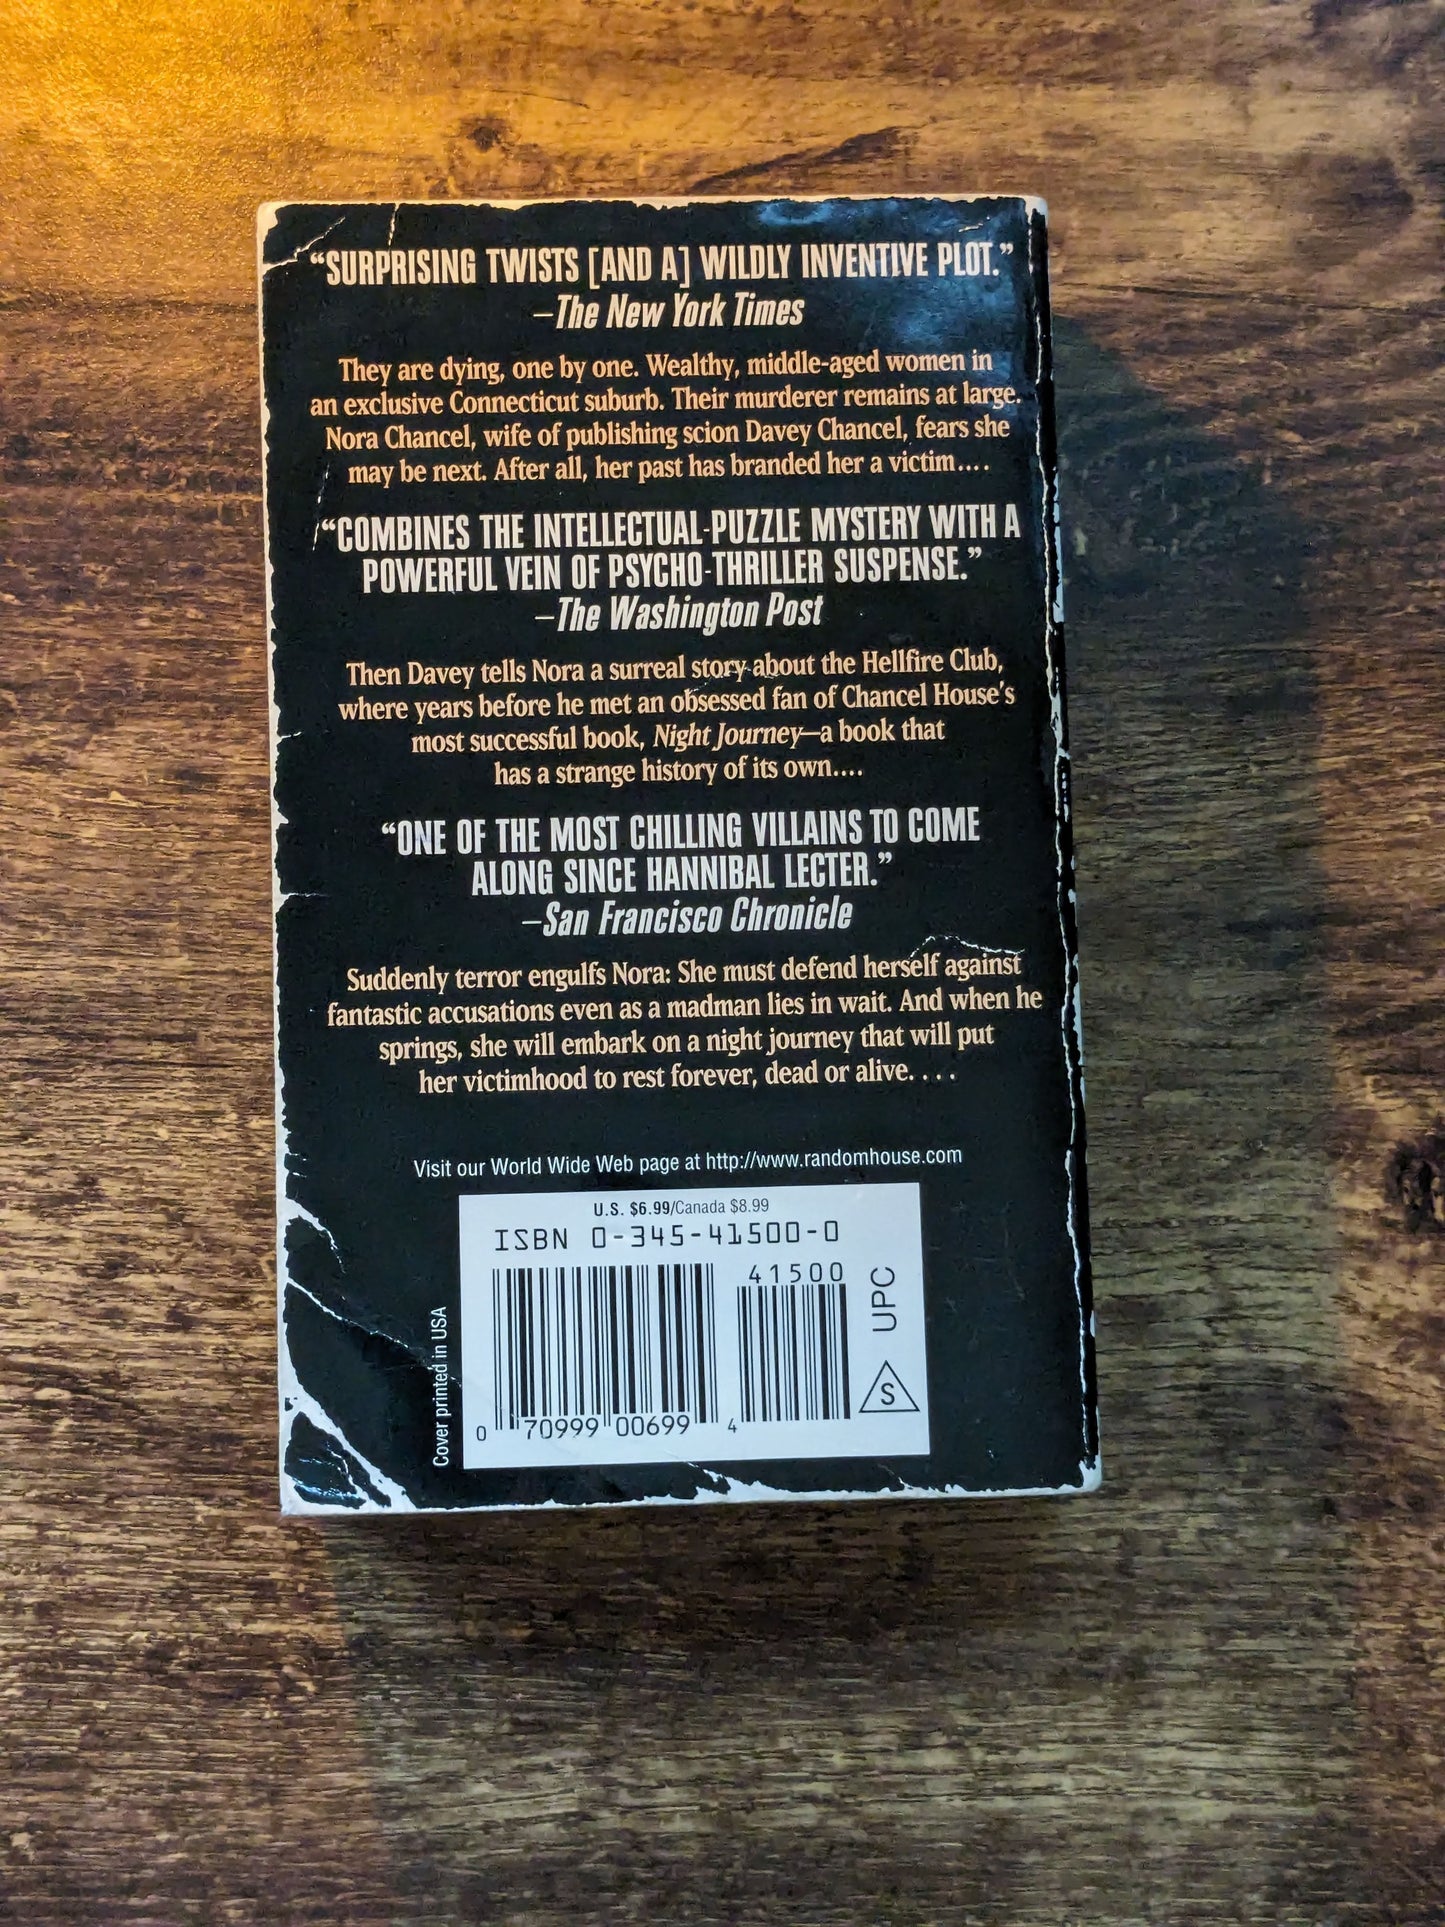 “SURPRISING TWISTS [AND A] WILDLY INVENTIVE PLOT.”
—The New York Times
They are dying, one by one. Wealthy, middle-aged women in
an exclusive Connecticut suburb. Their murderer remains at large.
Nora Chancel, wife of publishing scion Davey Chancel, fears she
may be next. After all, her past has branded her a victim....
“COMBINES THE INTELLECTUAL-PUZZLE MYSTERY WITH A
POWERFUL VEIN OF PSYCHO-THRILLER SUSPENSE.”
—The Washington Post
Then Davey tells Nora a surreal story about the Hellfire Club,
where years before he met an obsessed fan of Chancel House's
most successful book, Night Journey—a book that
has a strange history of its own....
“ONE OF THE MOST CHILLING VILLAINS TO COME
ALONG SINCE HANNIBAL LECTER.”
—San Francisco Chronicle
Suddenly terror engulfs Nora: She must defend herself against
fantastic accusations even as a madman lies in wait. And when he
springs, she will embark on a night journey that will put
her victimhood to rest forever, dead or alive. . . .
Visit our World Wide Web page at http://www.randomhouse.com
U.S. $6.99/Canada $8.99
ISBN 0-345-41500-0
41500
0 70999 00699 4
UPC
S
Cover printed in USA